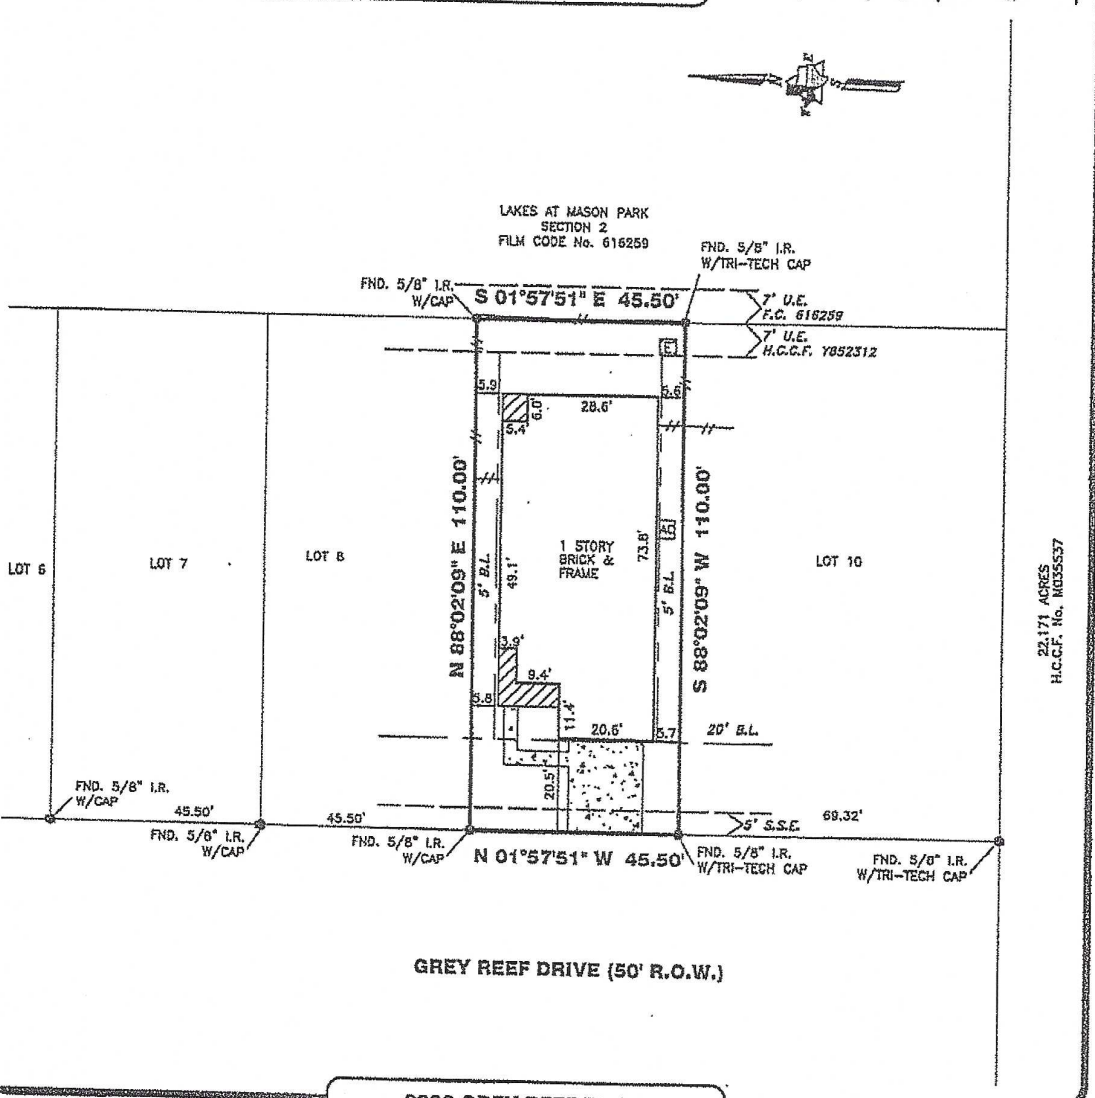 N
E
S
LAKES AT MASON PARK
SECTION 2
FILM CODE No. 616259
FND. 5/8" I.R.
W/TRI-TECH CAP
FND. 5/8" I.R.
W/CAP
S 01°57'51" E 45.50'
7' U.E.
F.C. 616259
7' U.E.
H.C.C.F. Y852312
E
5.9
28.6'
5.6'
6.0'
5.4'
N 88°02'09" E 110.00'
5' B.L.
49.1'
1 STORY
BRICK &
FRAME
73.8'
5' B.L.
S 88°02'09" W 110.00'
LOT 6
LOT 7
LOT 8
LOT 10
22.171 ACRES
H.C.C.F. No. M035537
3.9'
9.4'
5.8'
11.4'
20.6'
5.7
20' B.L.
20.5'
FND. 5/8" I.R.
W/CAP
45.50'
45.50'
69.32'
5' S.S.E.
FND. 5/8" I.R.
W/CAP
FND. 5/8" I.R.
W/CAP
N 01°57'51" W 45.50'
FND. 5/8" I.R.
W/TRI-TECH CAP
FND. 5/8" I.R.
W/TRI-TECH CAP
GREY REEF DRIVE (50' R.O.W.)